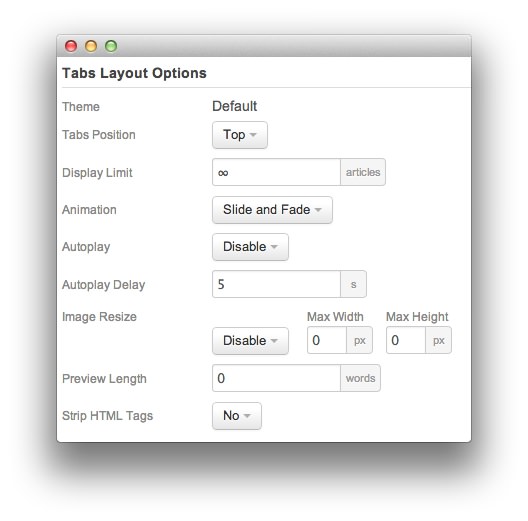 Tabs Layout Options
Theme Default
Tabs Position Top
Display Limit ∞ articles
Animation Slide and Fade
Autoplay Disable
Autoplay Delay 5 s
Image Resize Max Width Max Height
Disable 0 px 0 px
Preview Length 0 words
Strip HTML Tags No